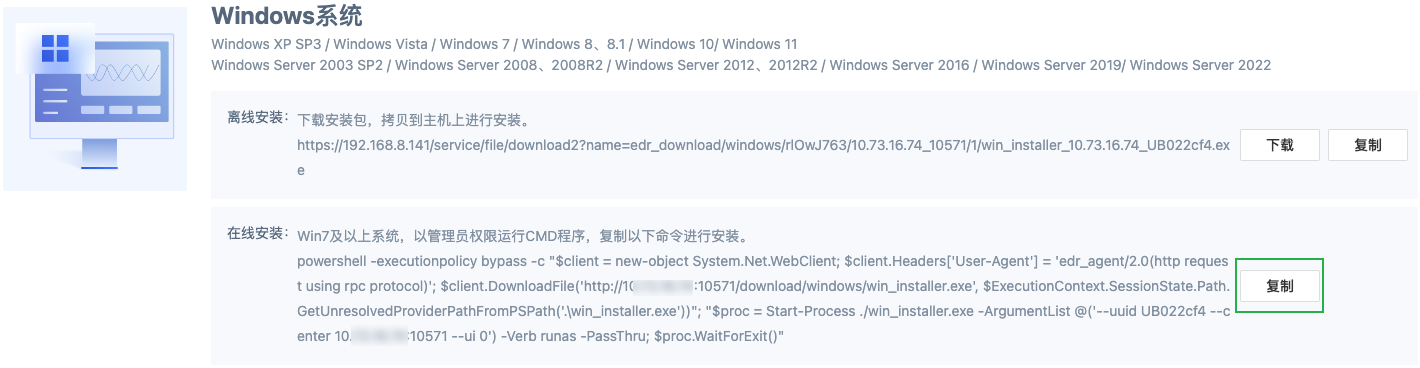 Windows系统
Windows XP SP3 / Windows Vista / Windows 7 / Windows 8、8.1 / Windows 10/ Windows 11
Windows Server 2003 SP2 / Windows Server 2008、2008R2 / Windows Server 2012、2012R2 / Windows Server 2016 / Windows Server 2019/ Windows Server 2022
离线安装： 下载安装包，拷贝到主机上进行安装。
https://192.168.8.141/service/file/download2?name=edr_download/windows/rlOwJ763/10.73.16.74_10571/1/win_installer_10.73.16.74_UB022cf4.ex
e
下载 复制
在线安装： Win7及以上系统，以管理员权限运行CMD程序，复制以下命令进行安装。
powershell -executionpolicy bypass -c "$client = new-object System.Net.WebClient; $client.Headers['User-Agent'] = 'edr_agent/2.0(http reque
st using rpc protocol)'; $client.DownloadFile('http://10 :10571/download/windows/win_installer.exe', $ExecutionContext.SessionState.Path.
GetUnresolvedProviderPathFromPSPath('.\win_installer.exe'))"; "$proc = Start-Process ./win_installer.exe -ArgumentList @('--uuid UB022cf4 --c
enter 10. :10571 --ui 0') -Verb runas -PassThru; $proc.WaitForExit()"
复制